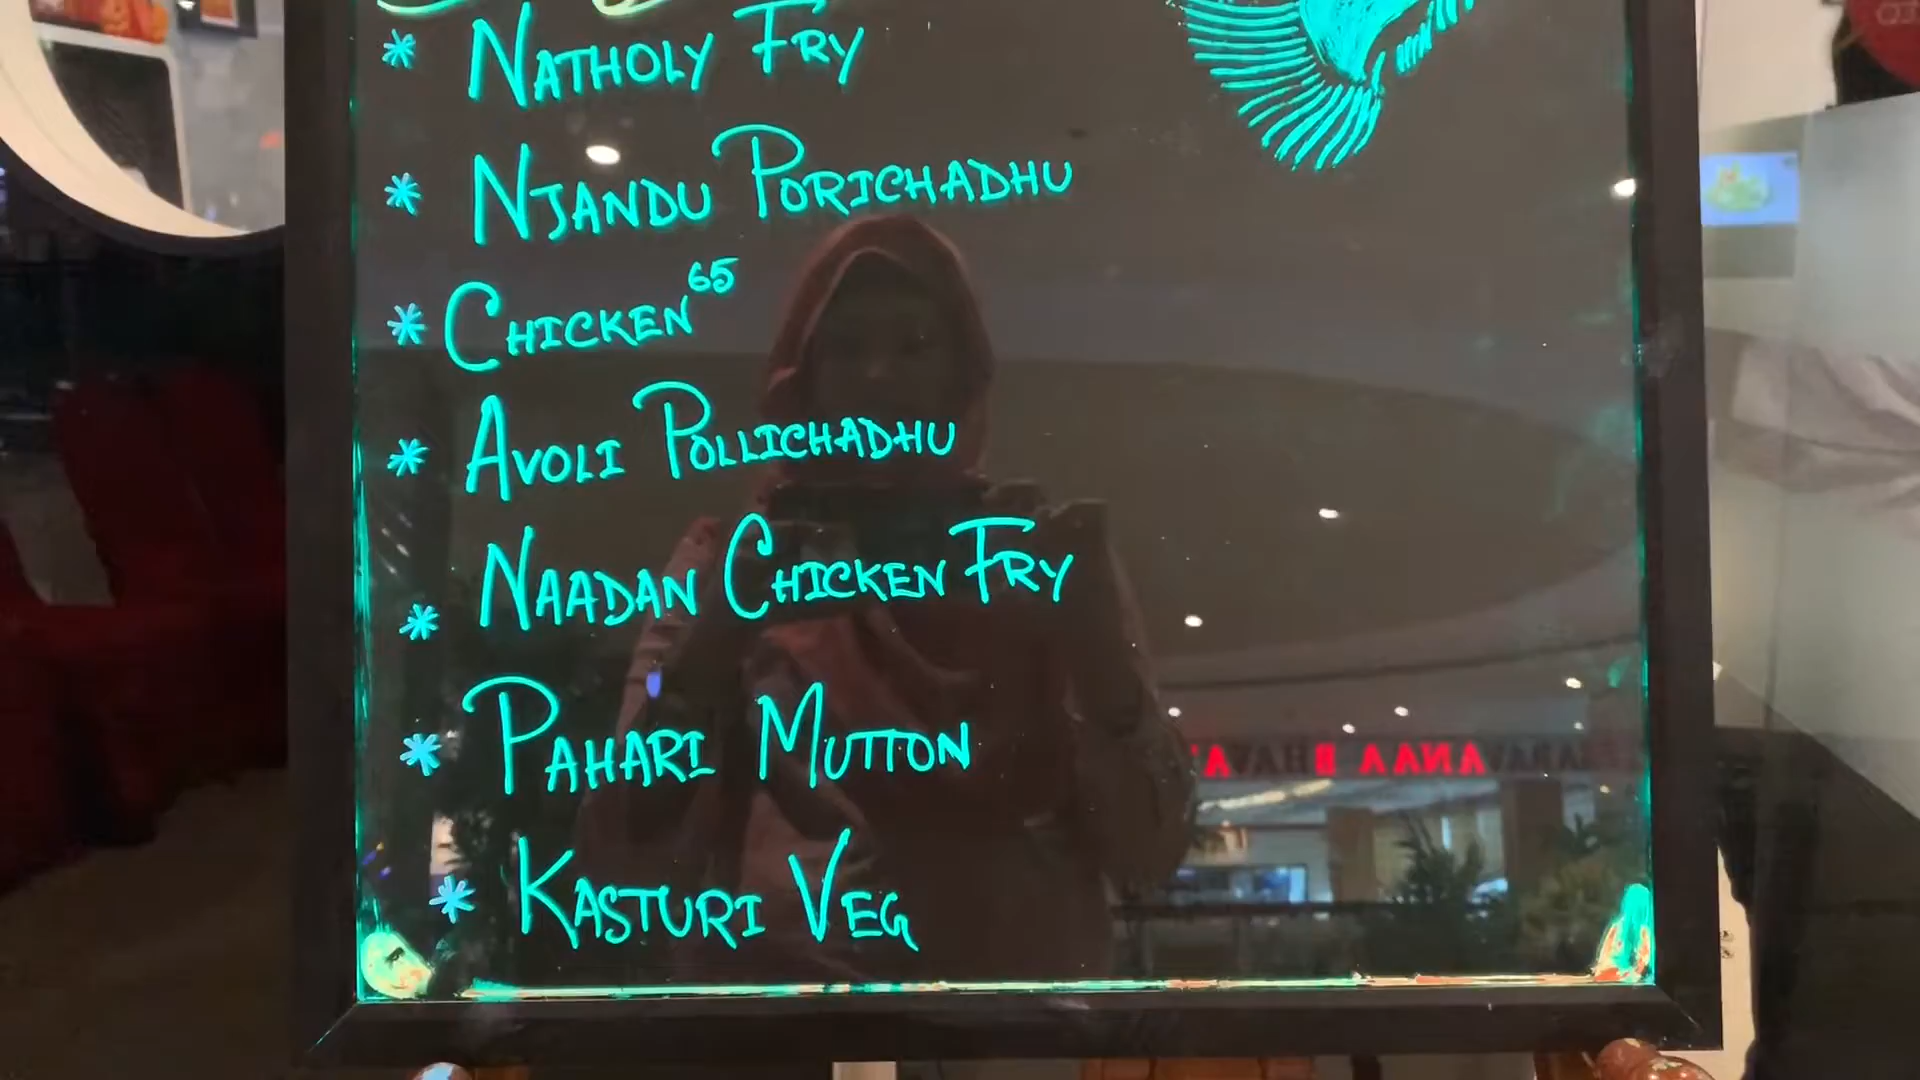 * NATHOLY FRY
* NJANDU PORICHADHU
* CHICKEN 65
* AVOLI POLLICHADHU
* NAADAN CHICKEN FRY
* PAHARI MUTTON
* KASTURI VEG